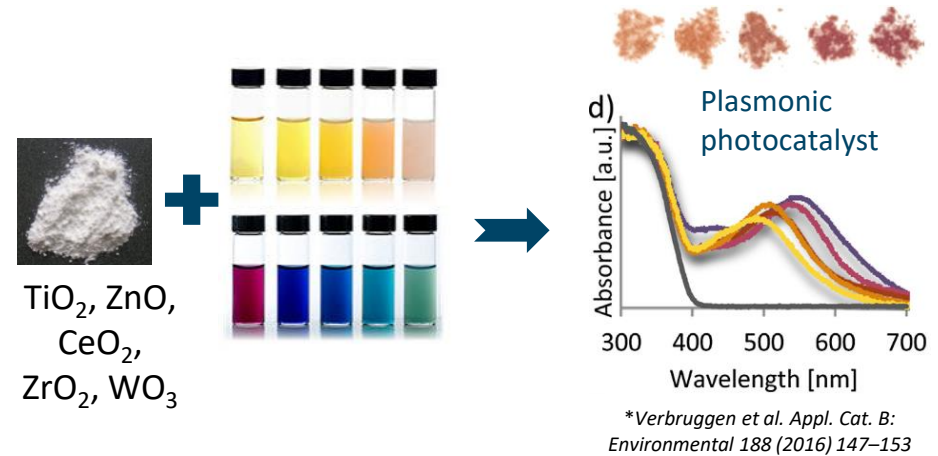 TiO₂, ZnO,
CeO₂,
ZrO₂, WO₃
Plasmonic
photocatalyst
d)
Absorbance [a.u.]
300 400 500 600 700
Wavelength [nm]
*Verbruggen et al. Appl. Cat. B:
Environmental 188 (2016) 147–153